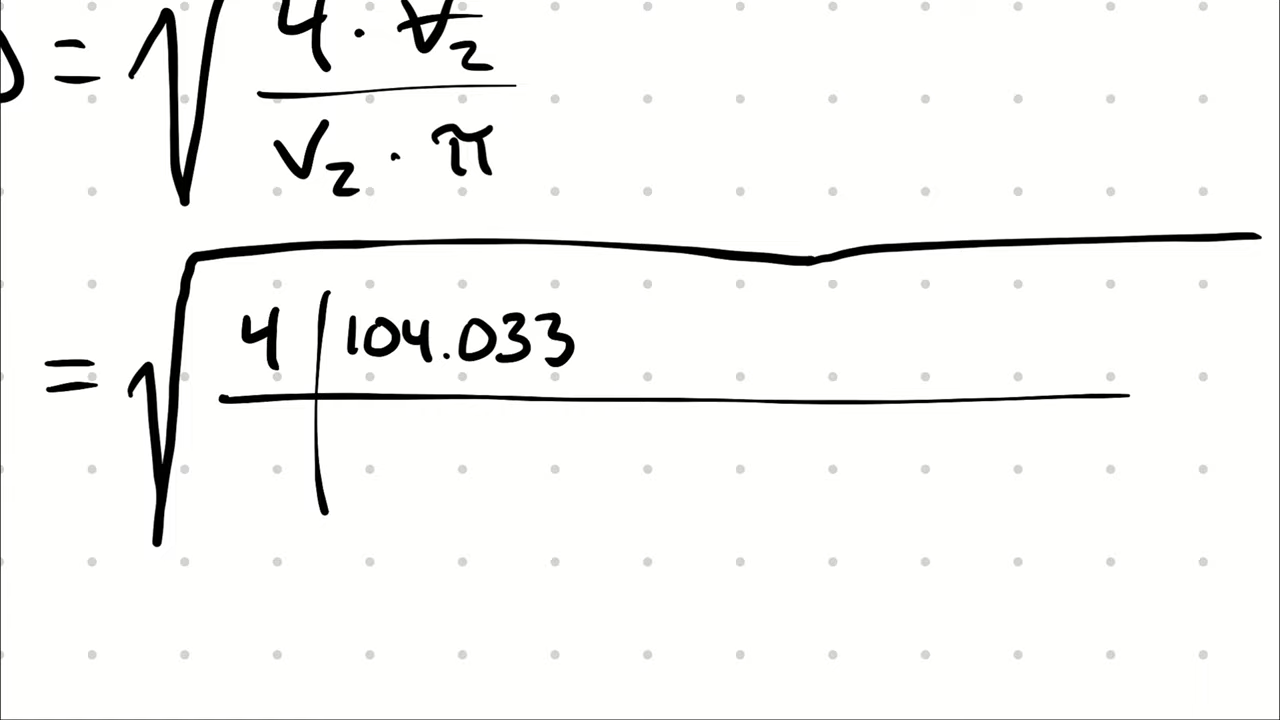 = √ 4 · V̶₂
V₂ · π
= √ 4 | 104.033